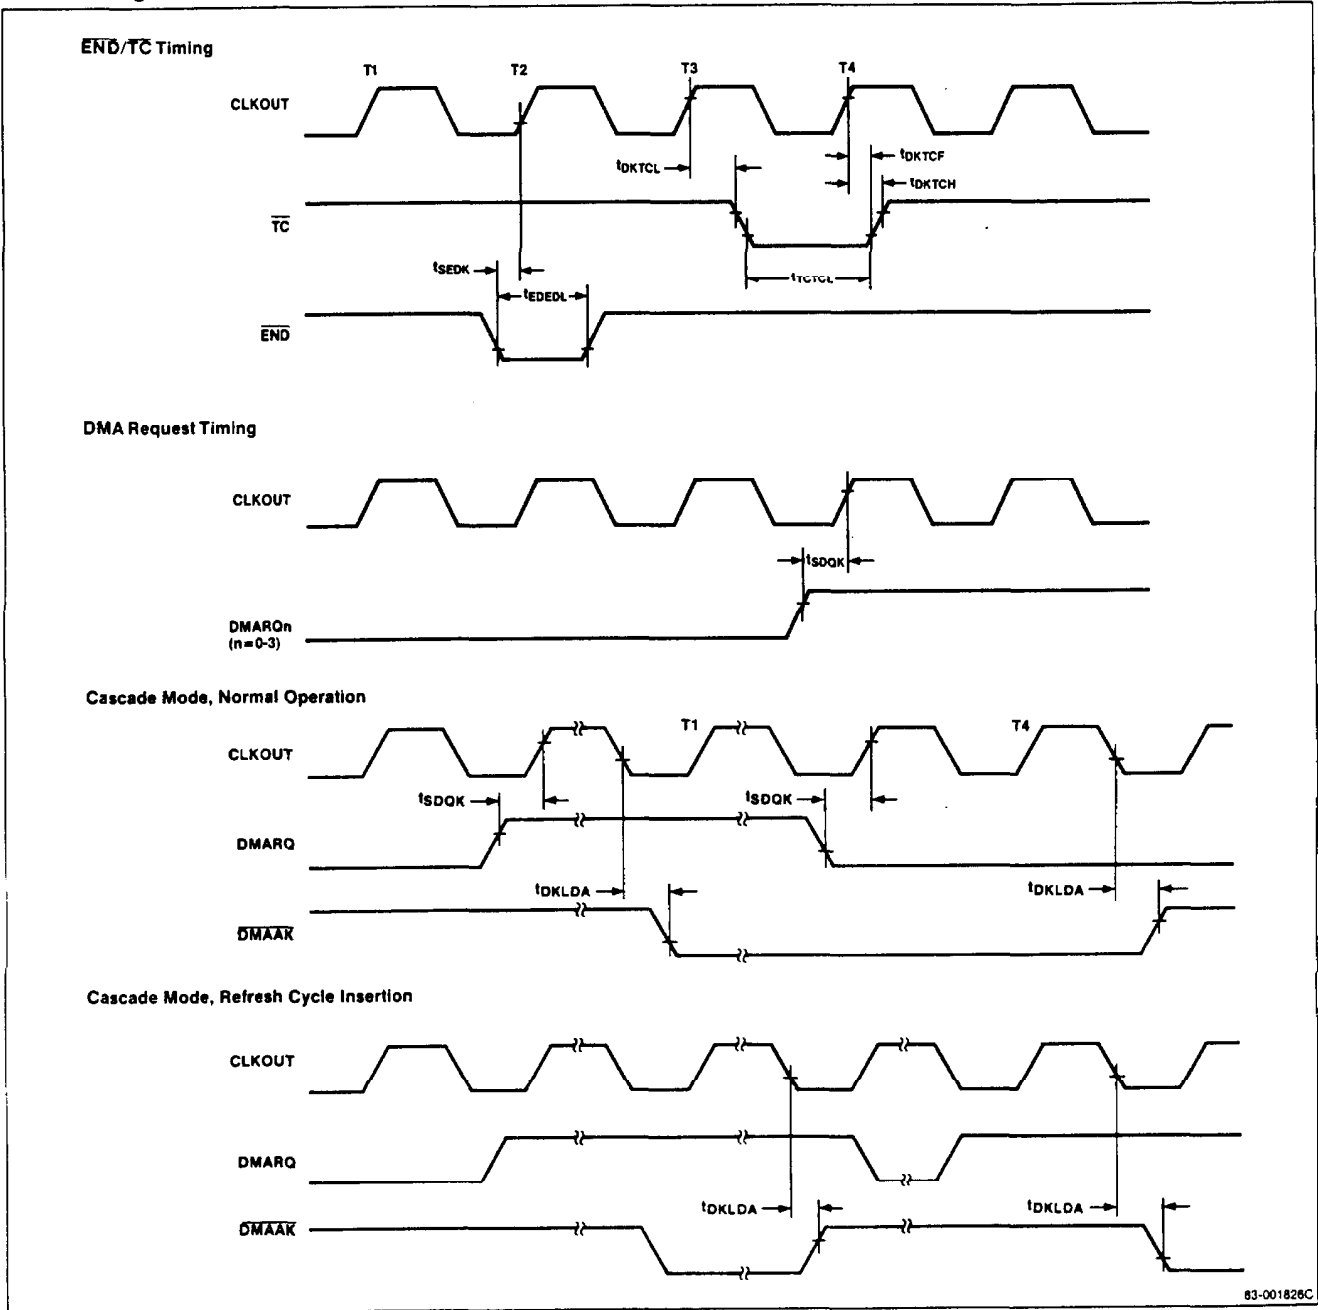 END/TC Timing
T1 T2 T3 T4
CLKOUT
tDKTCL tDKTCF
tDKTCH
TC
tSEDK
tTCTCL
tEDEDL
END
DMA Request Timing
CLKOUT
tSDQK
DMARQn
(n=0-3)
Cascade Mode, Normal Operation
T1 T4
CLKOUT
tSDQK tSDQK
DMARQ
tDKLDA tDKLDA
DMAAK
Cascade Mode, Refresh Cycle Insertion
CLKOUT
DMARQ
tDKLDA tDKLDA
DMAAK
83-001826C